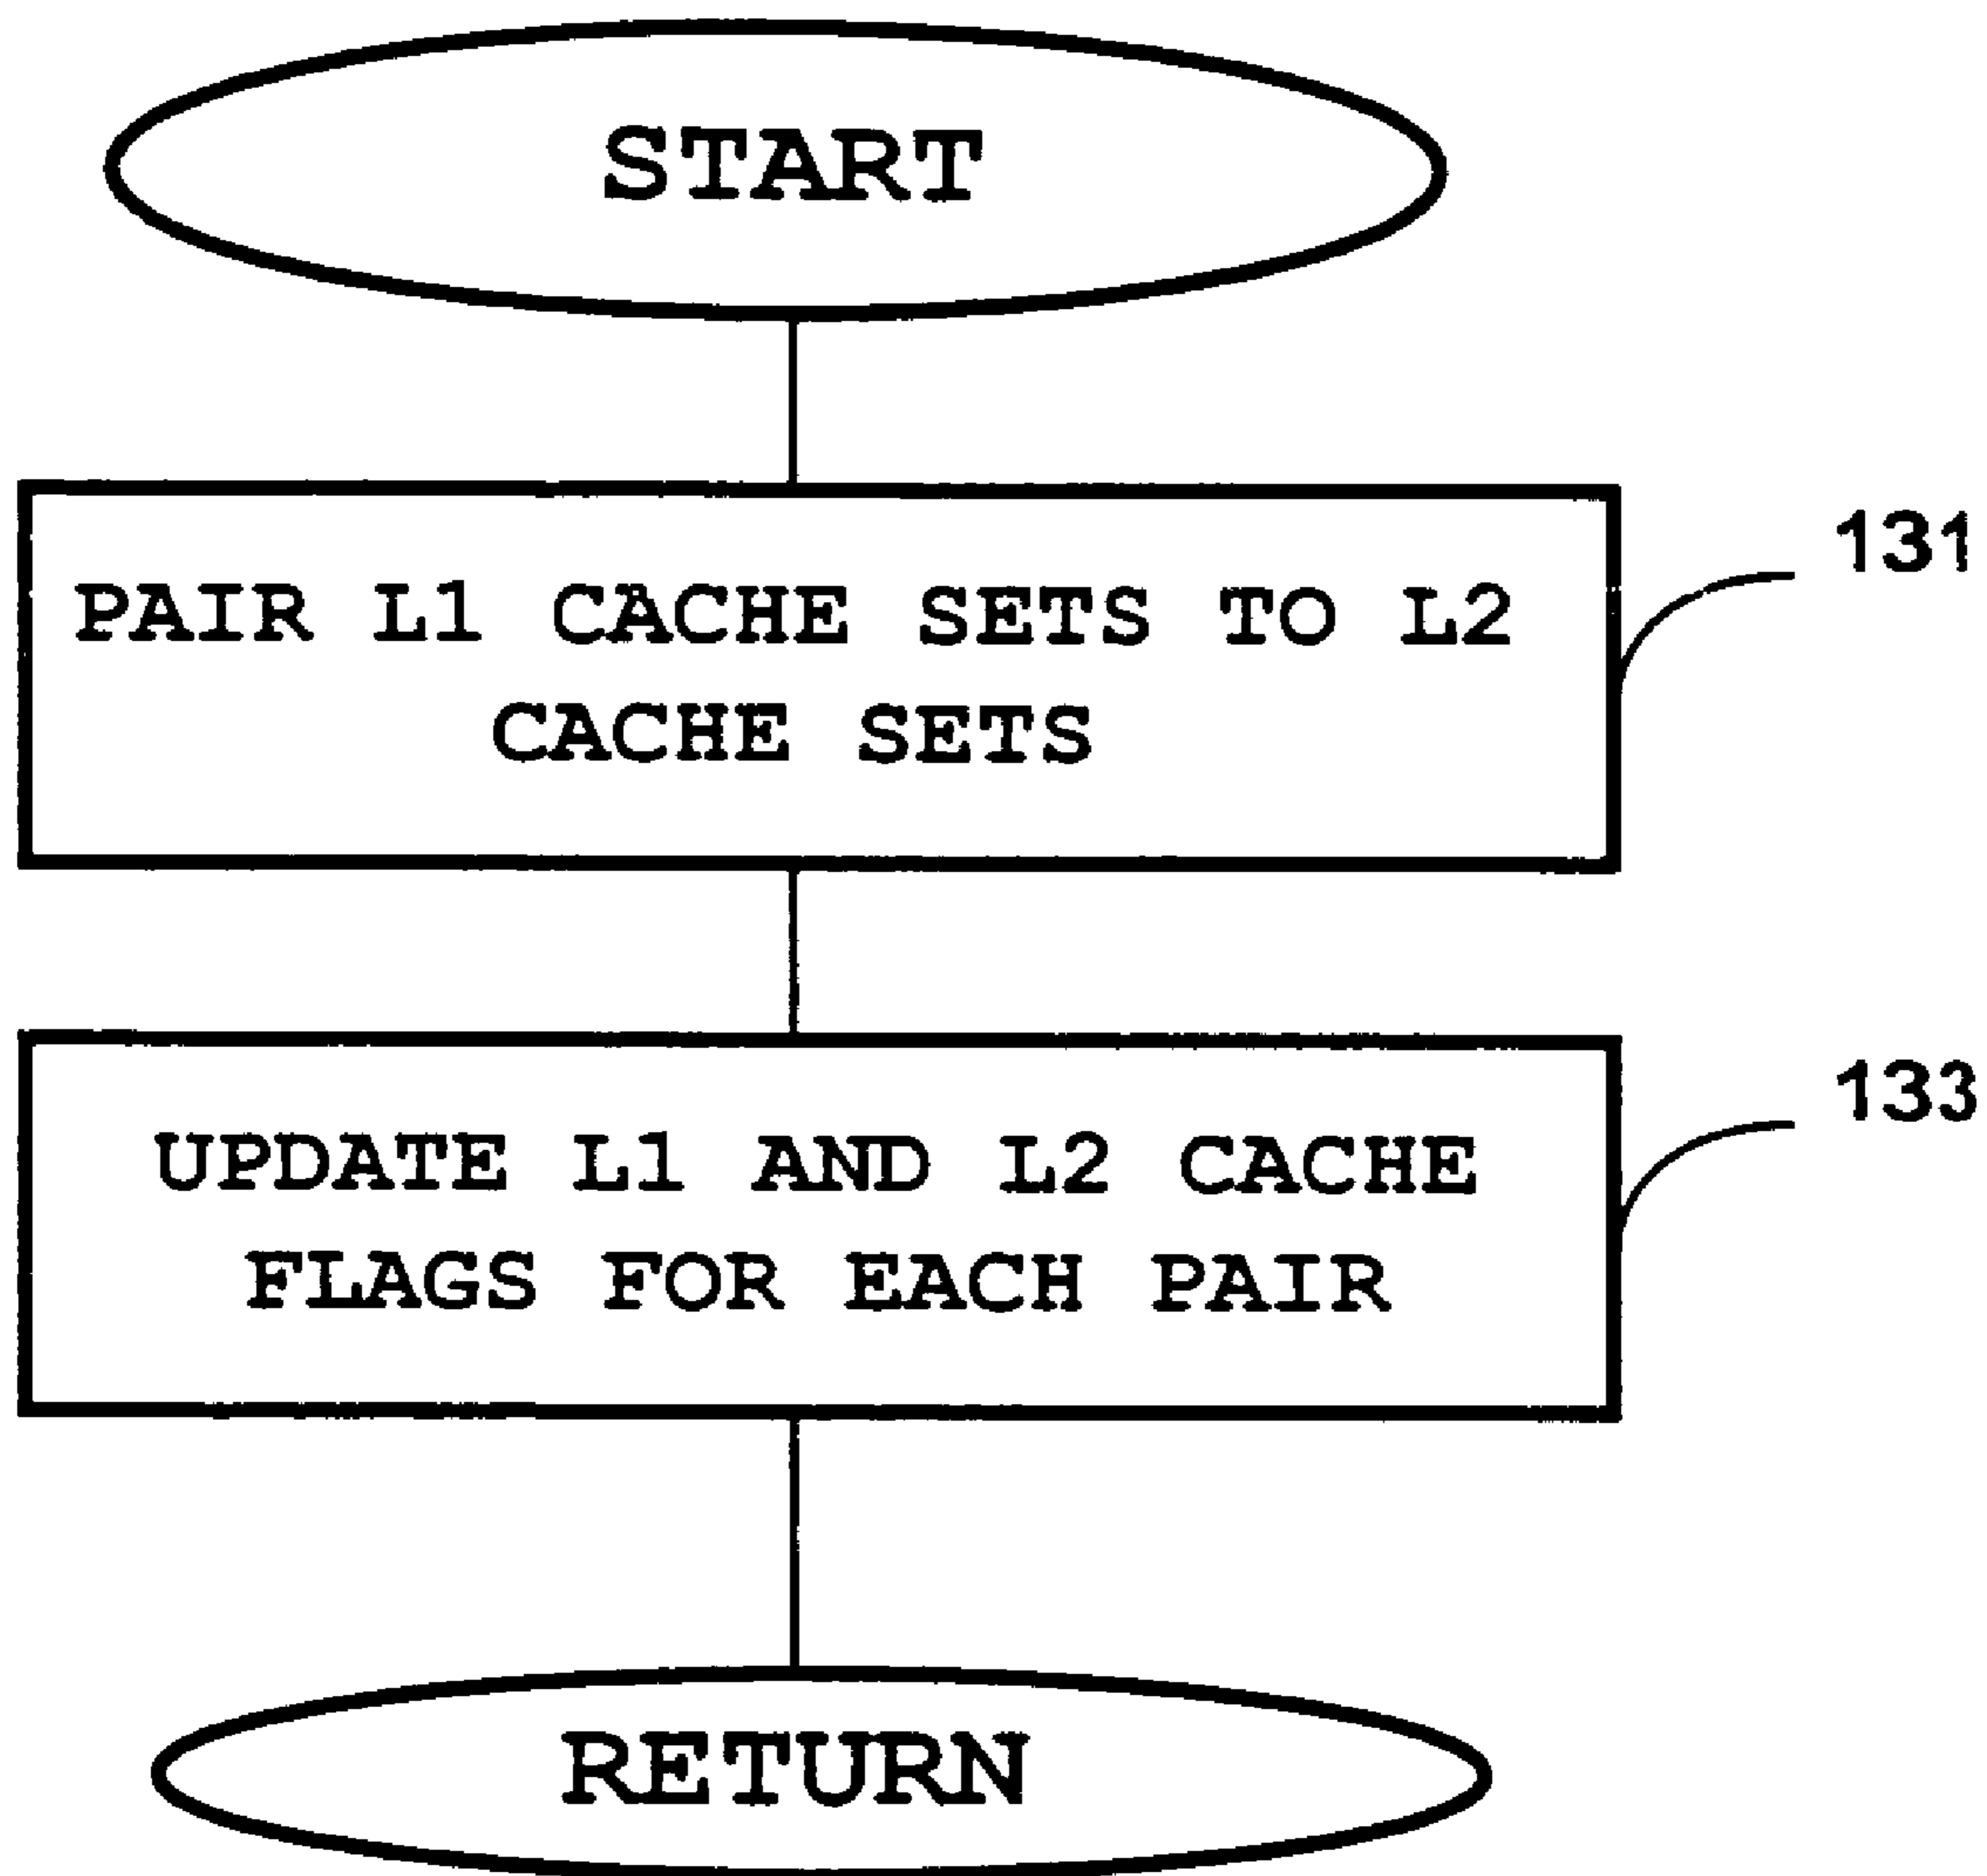 START
131
PAIR L1 CACHE SETS TO L2
CACHE SETS
133
UPDATE L1 AND L2 CACHE
FLAGS FOR EACH PAIR
RETURN